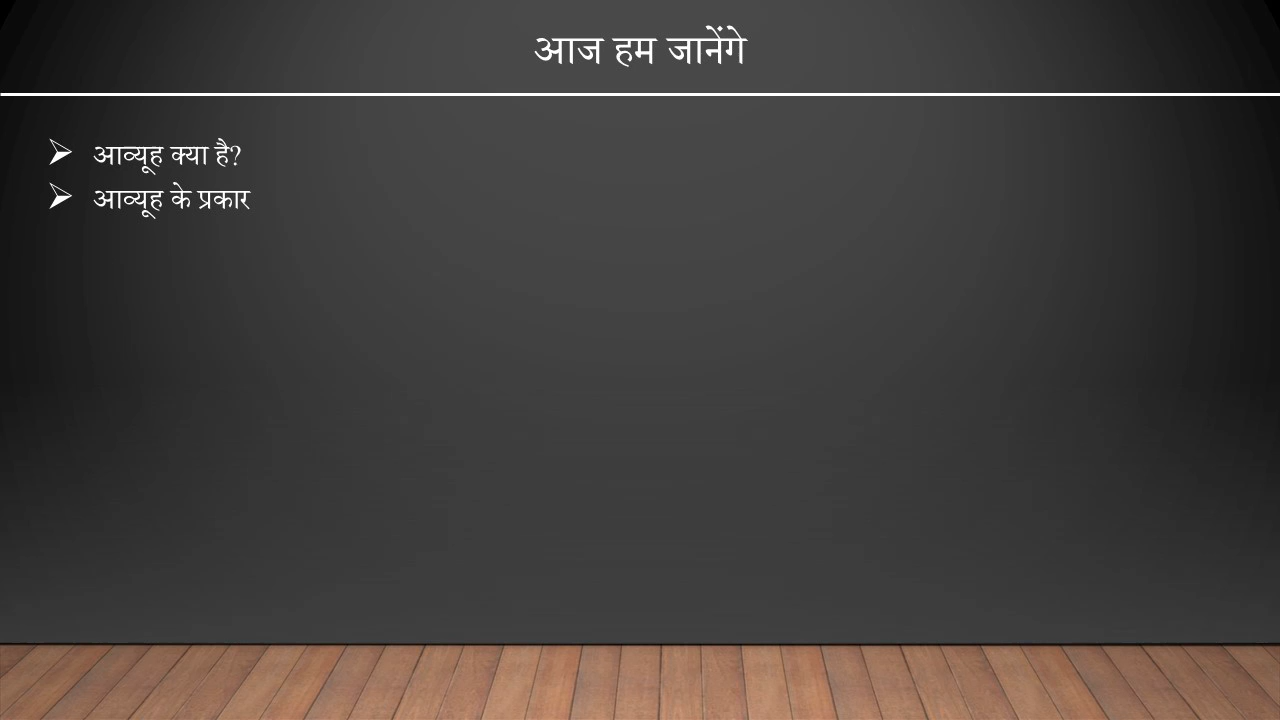 आज हम जानेंगे
➢ आव्यूह क्या है?
➢ आव्यूह के प्रकार